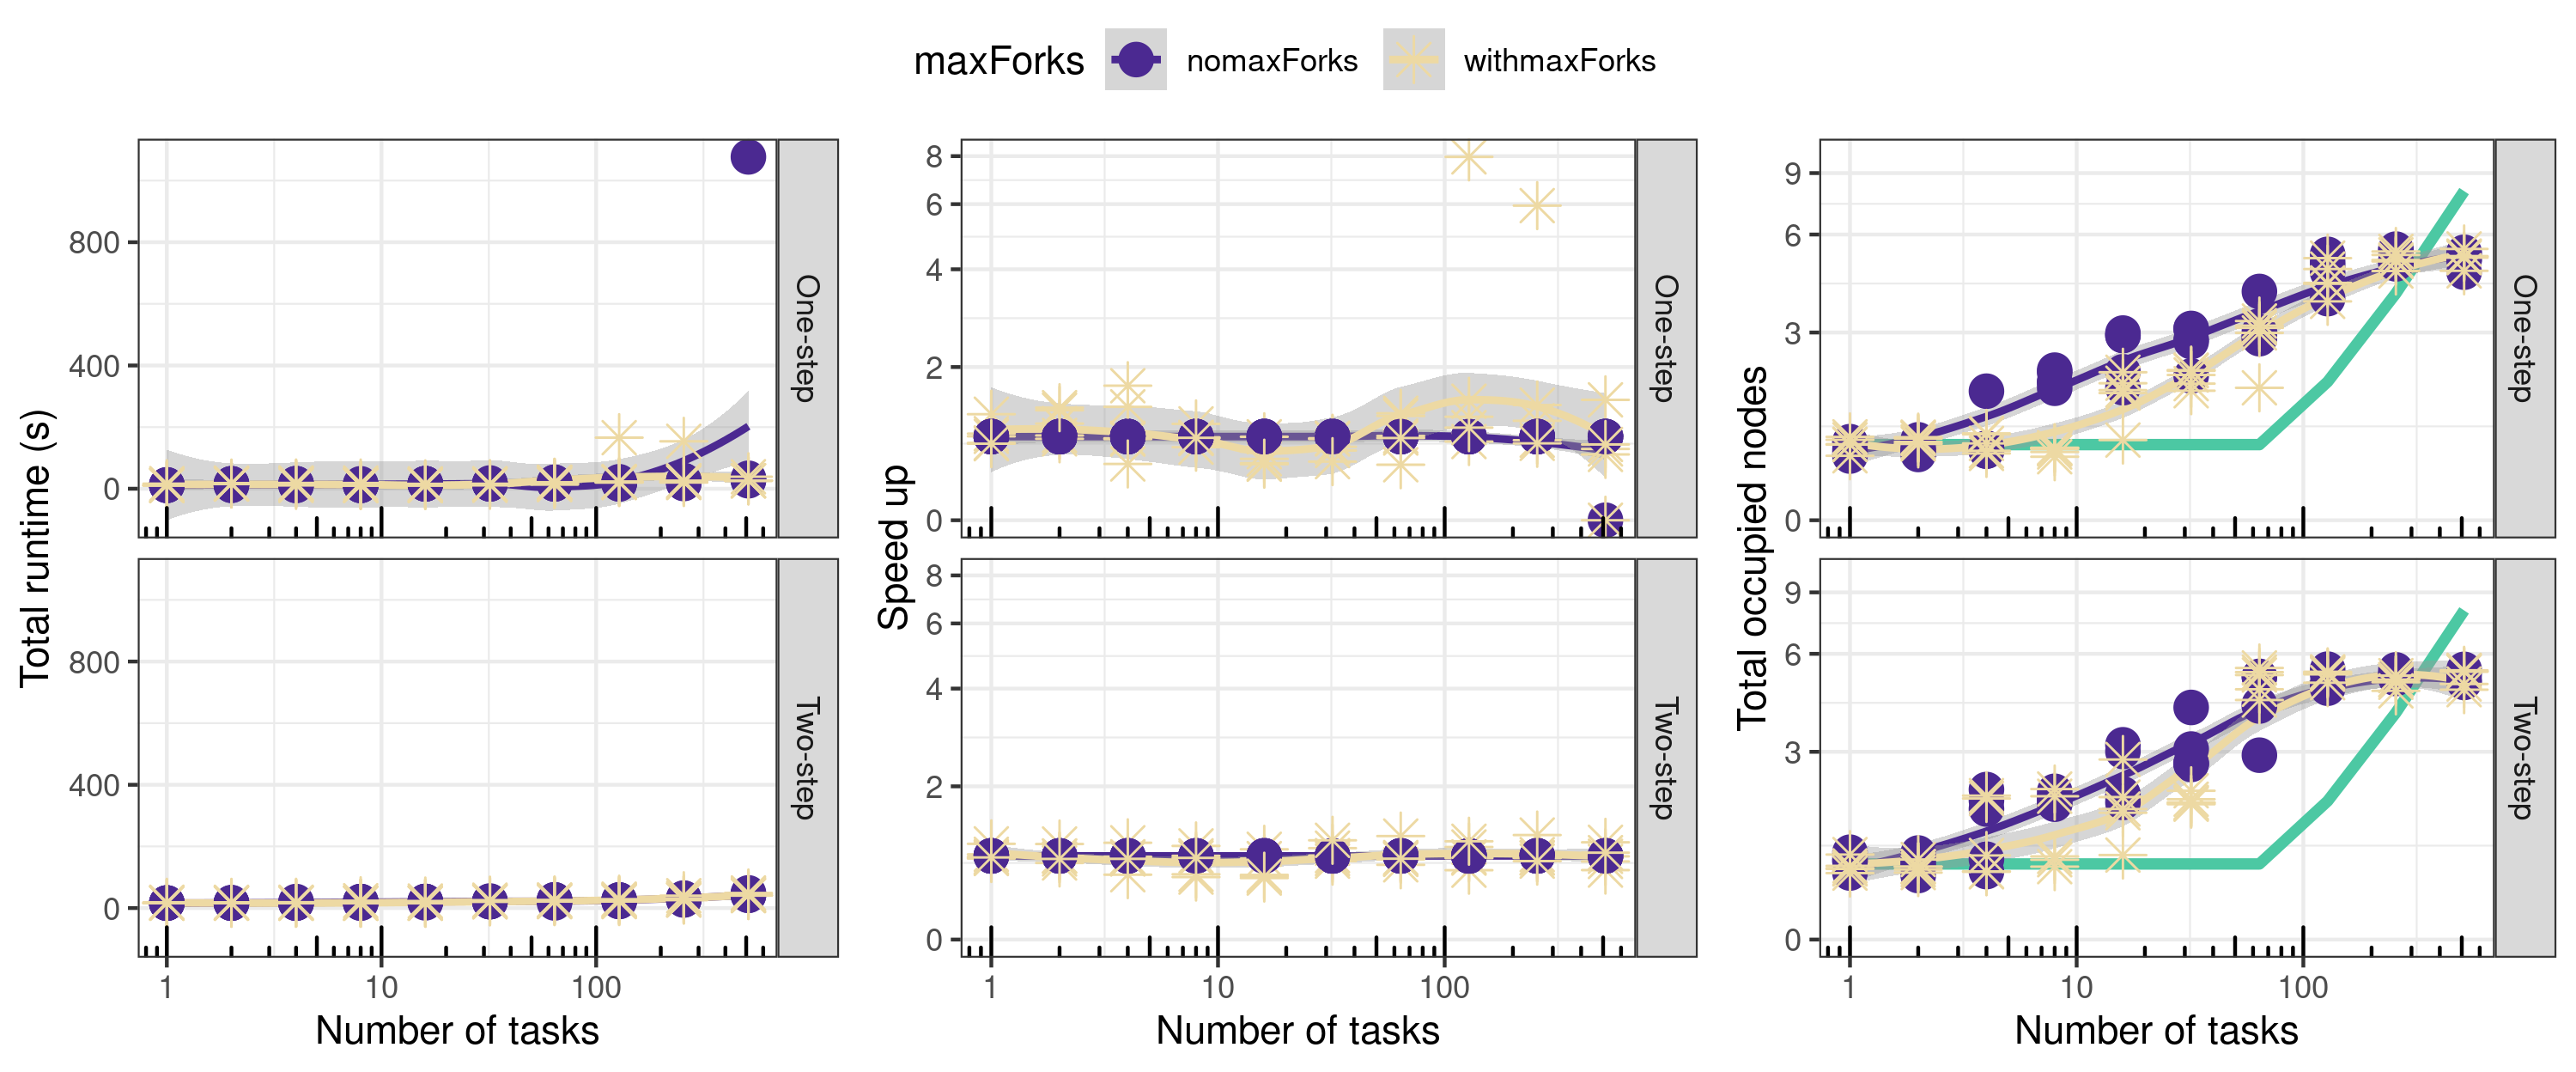 maxForks nomaxForks withmaxForks
Total runtime (s)
800
400
0
One-step
800
400
0
Two-step
1 10 100
Number of tasks
Speed up
8
6
4
2
0
One-step
8
6
4
2
0
Two-step
1 10 100
Number of tasks
Total occupied nodes
9
6
3
0
One-step
9
6
3
0
Two-step
1 10 100
Number of tasks